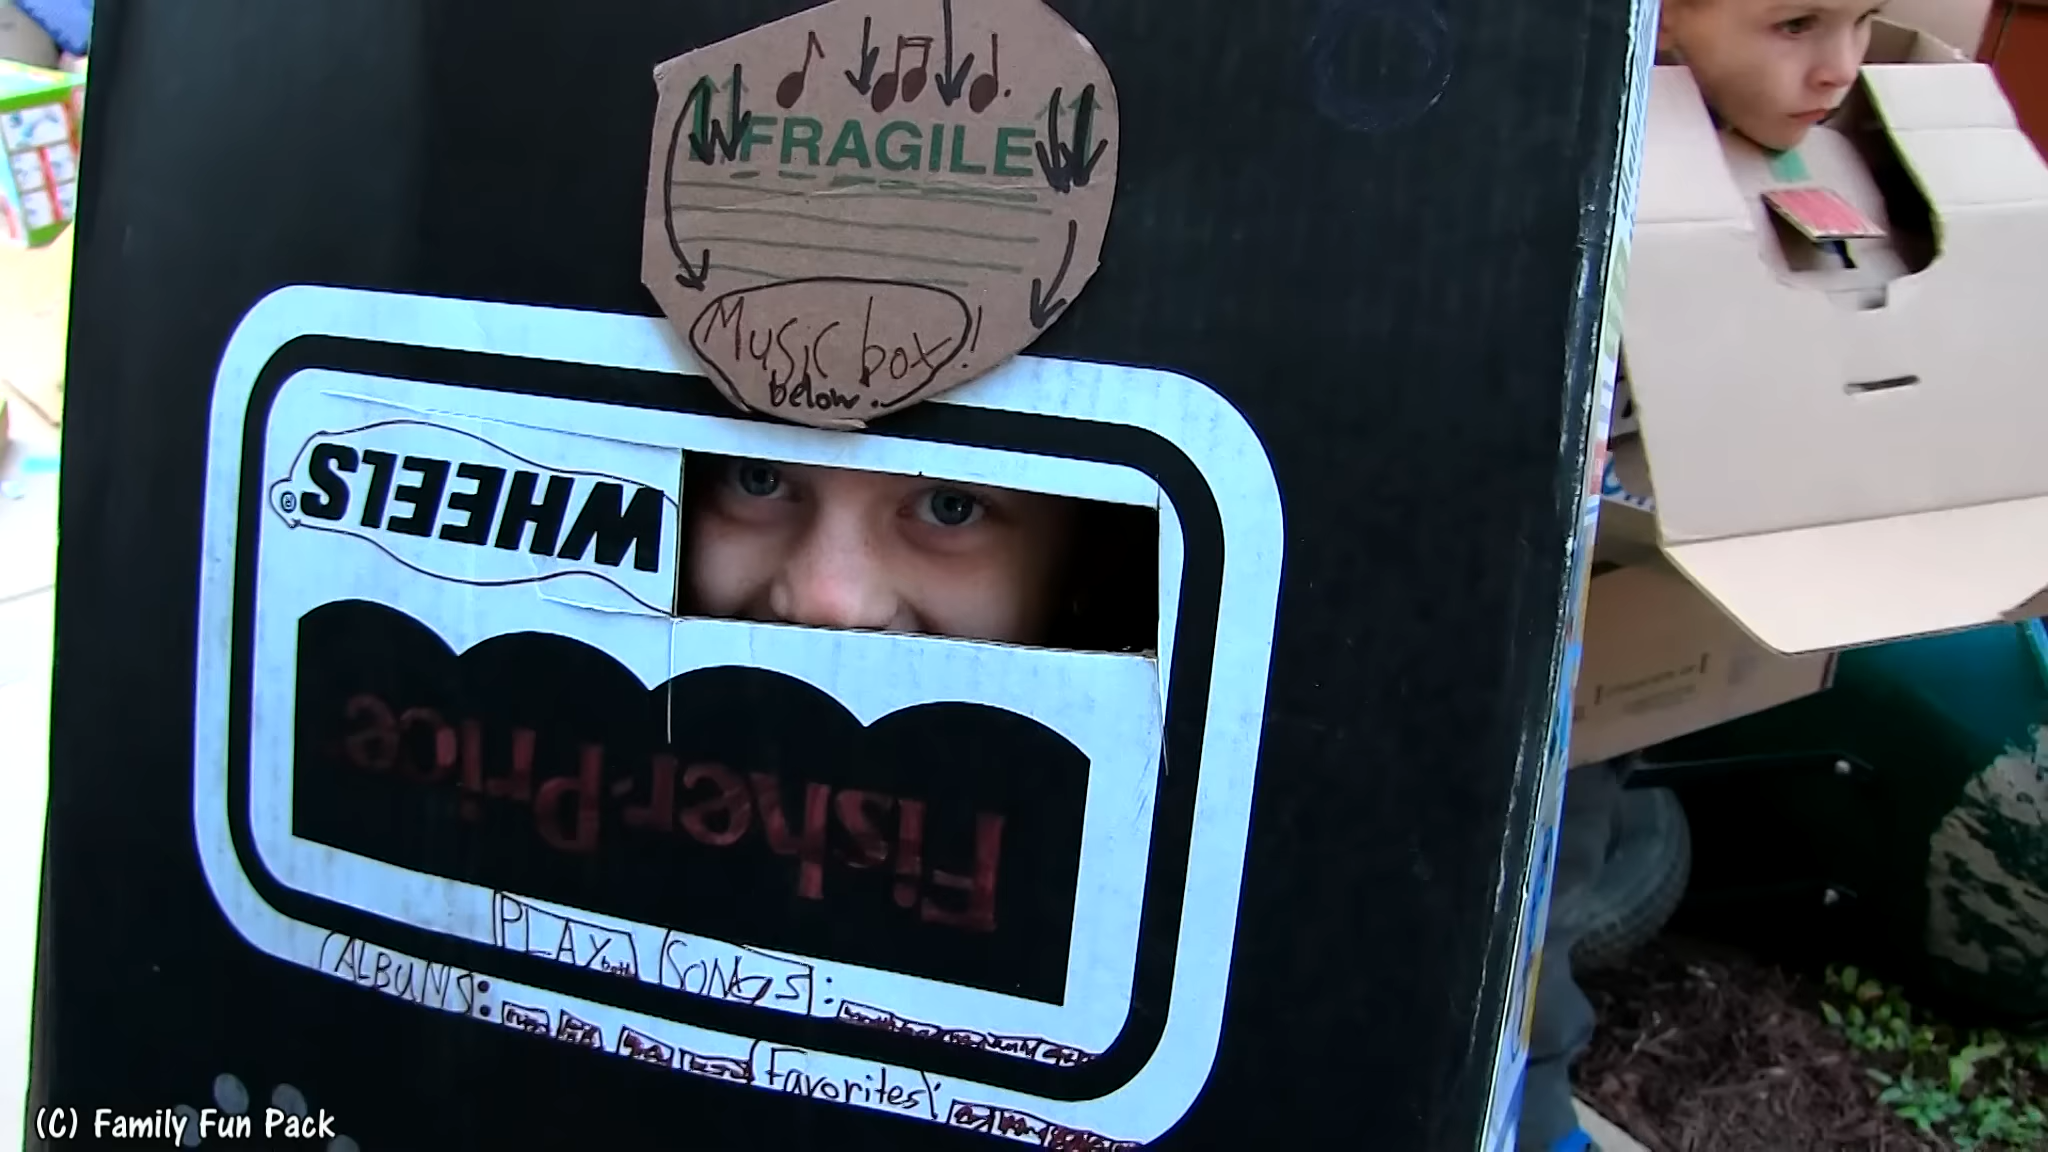 FRAGILE
Music box!
below.
WHEELS®
Fisher-Price
PLAY SONGS:
ALBUMS:
Favorites:
(C) Family Fun Pack